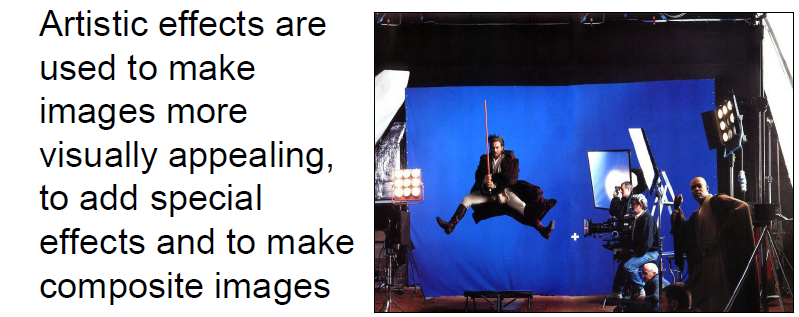 Artistic effects are
used to make
images more
visually appealing,
to add special
effects and to make
composite images